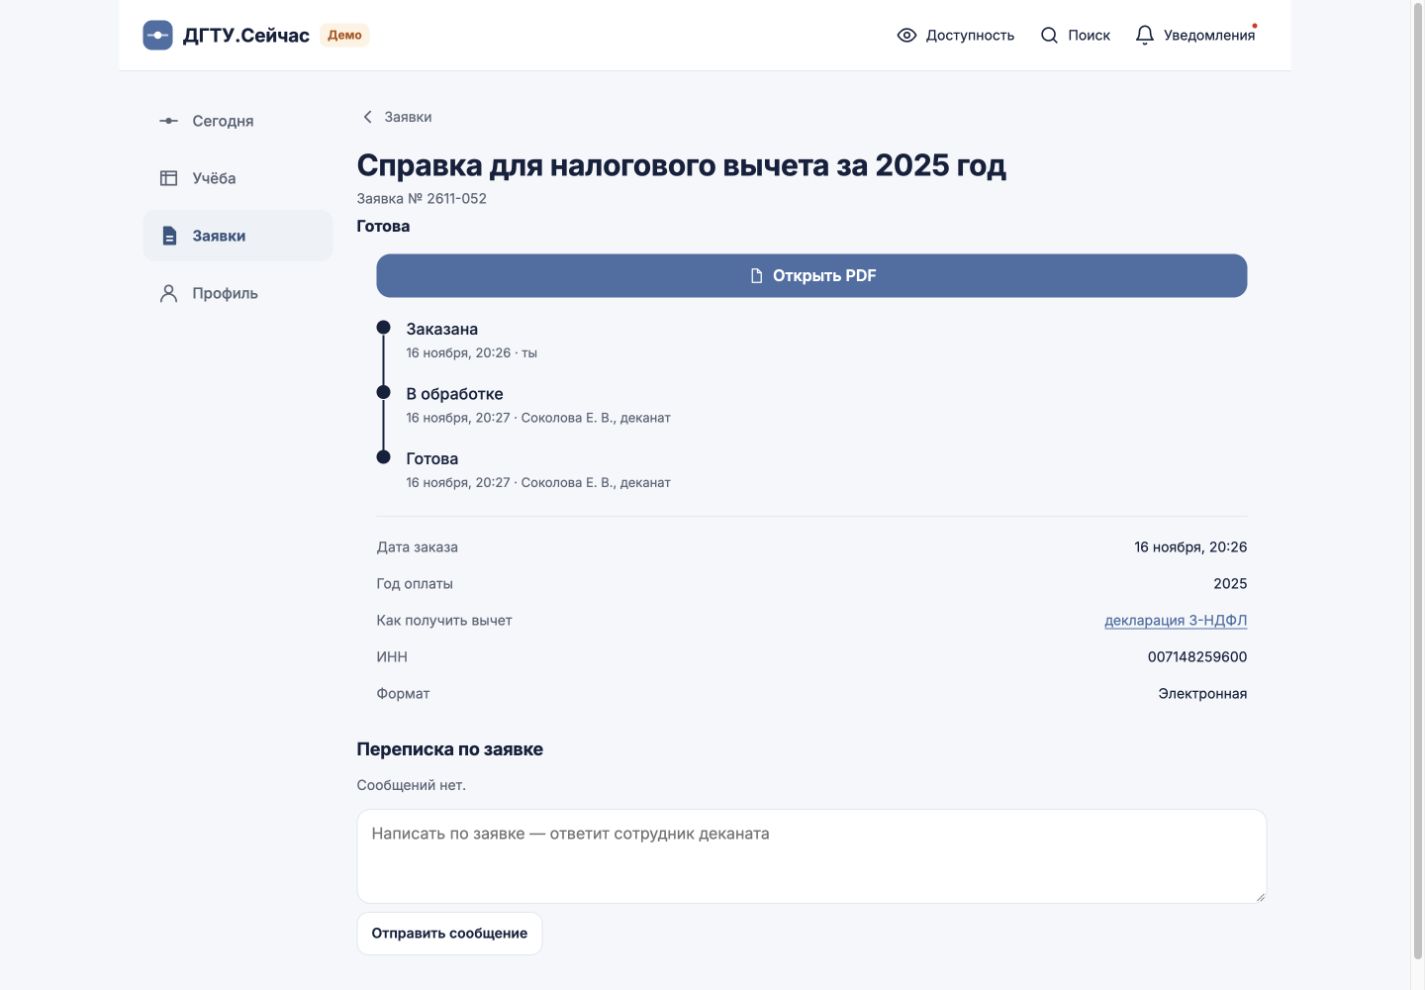 ДГТУ.Сейчас Демо
Доступность Поиск Уведомления
Сегодня
Учёба
Заявки
Профиль
Заявки
Справка для налогового вычета за 2025 год
Заявка № 2611-052
Готова
Открыть PDF
Заказана
16 ноября, 20:26 · ты
В обработке
16 ноября, 20:27 · Соколова Е. В., деканат
Готова
16 ноября, 20:27 · Соколова Е. В., деканат
Дата заказа 16 ноября, 20:26
Год оплаты 2025
Как получить вычет декларация 3-НДФЛ
ИНН 007148259600
Формат Электронная
Переписка по заявке
Сообщений нет.
Написать по заявке — ответит сотрудник деканата
Отправить сообщение